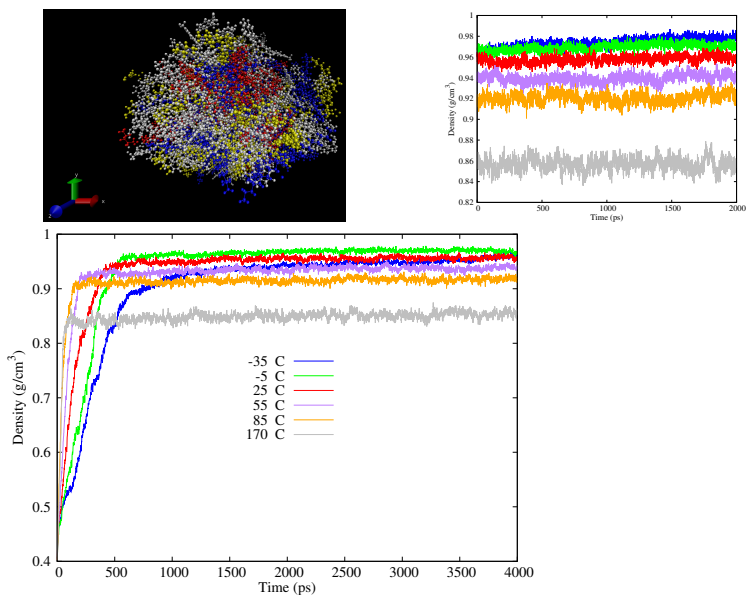 y
x
z
0.98
0.96
0.94
0.92
0.9
0.88
0.86
0.84
0.82
Density (g/cm³)
0 500 1000 1500 2000
Time (ps)
1
0.9
0.8
0.7
0.6
0.5
0.4
Density (g/cm³)
-35 C
-5 C
25 C
55 C
85 C
170 C
0 500 1000 1500 2000 2500 3000 3500 4000
Time (ps)